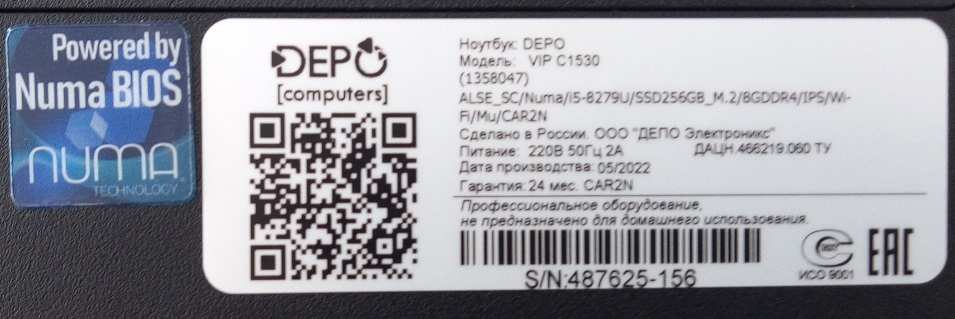 Powered by
Numa BIOS
numa
TECHNOLOGY
DEPO
[computers]
Ноутбук: DEPO
Модель: VIP C1530
(1358047)
ALSE_SC/Numa/i5-8279U/SSD256GB_M.2/8GDDR4/IPS/Wi-
Fi/Mu/CAR2N
Сделано в России. ООО "ДЕПО Электроникс"
Питание: 220В 50Гц 2А ДАЦН.466219.060 ТУ
Дата производства: 05/2022
Гарантия: 24 мес. CAR2N
Профессиональное оборудование,
не предназначено для домашнего использования.
S/N:487625-156
ИСО 9001
EAC